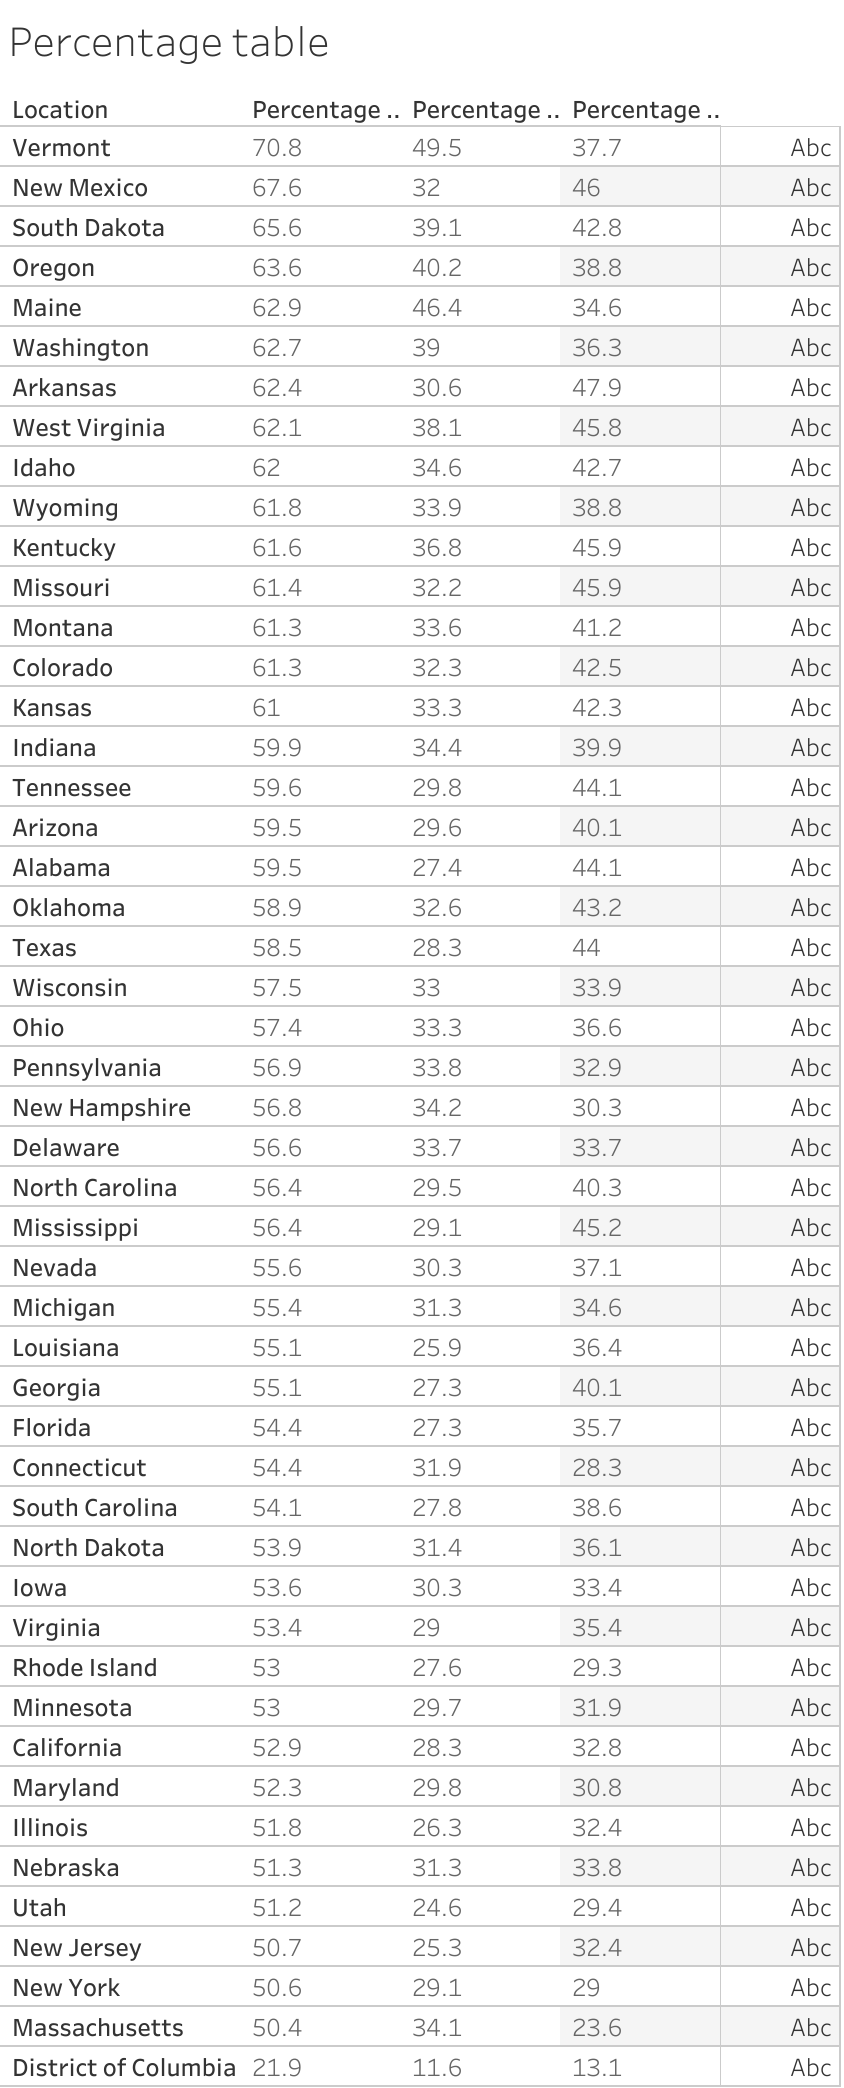 Percentage table
Location Percentage .. Percentage .. Percentage ..
Vermont 70.8 49.5 37.7 Abc
New Mexico 67.6 32 46 Abc
South Dakota 65.6 39.1 42.8 Abc
Oregon 63.6 40.2 38.8 Abc
Maine 62.9 46.4 34.6 Abc
Washington 62.7 39 36.3 Abc
Arkansas 62.4 30.6 47.9 Abc
West Virginia 62.1 38.1 45.8 Abc
Idaho 62 34.6 42.7 Abc
Wyoming 61.8 33.9 38.8 Abc
Kentucky 61.6 36.8 45.9 Abc
Missouri 61.4 32.2 45.9 Abc
Montana 61.3 33.6 41.2 Abc
Colorado 61.3 32.3 42.5 Abc
Kansas 61 33.3 42.3 Abc
Indiana 59.9 34.4 39.9 Abc
Tennessee 59.6 29.8 44.1 Abc
Arizona 59.5 29.6 40.1 Abc
Alabama 59.5 27.4 44.1 Abc
Oklahoma 58.9 32.6 43.2 Abc
Texas 58.5 28.3 44 Abc
Wisconsin 57.5 33 33.9 Abc
Ohio 57.4 33.3 36.6 Abc
Pennsylvania 56.9 33.8 32.9 Abc
New Hampshire 56.8 34.2 30.3 Abc
Delaware 56.6 33.7 33.7 Abc
North Carolina 56.4 29.5 40.3 Abc
Mississippi 56.4 29.1 45.2 Abc
Nevada 55.6 30.3 37.1 Abc
Michigan 55.4 31.3 34.6 Abc
Louisiana 55.1 25.9 36.4 Abc
Georgia 55.1 27.3 40.1 Abc
Florida 54.4 27.3 35.7 Abc
Connecticut 54.4 31.9 28.3 Abc
South Carolina 54.1 27.8 38.6 Abc
North Dakota 53.9 31.4 36.1 Abc
Iowa 53.6 30.3 33.4 Abc
Virginia 53.4 29 35.4 Abc
Rhode Island 53 27.6 29.3 Abc
Minnesota 53 29.7 31.9 Abc
California 52.9 28.3 32.8 Abc
Maryland 52.3 29.8 30.8 Abc
Illinois 51.8 26.3 32.4 Abc
Nebraska 51.3 31.3 33.8 Abc
Utah 51.2 24.6 29.4 Abc
New Jersey 50.7 25.3 32.4 Abc
New York 50.6 29.1 29 Abc
Massachusetts 50.4 34.1 23.6 Abc
District of Columbia 21.9 11.6 13.1 Abc